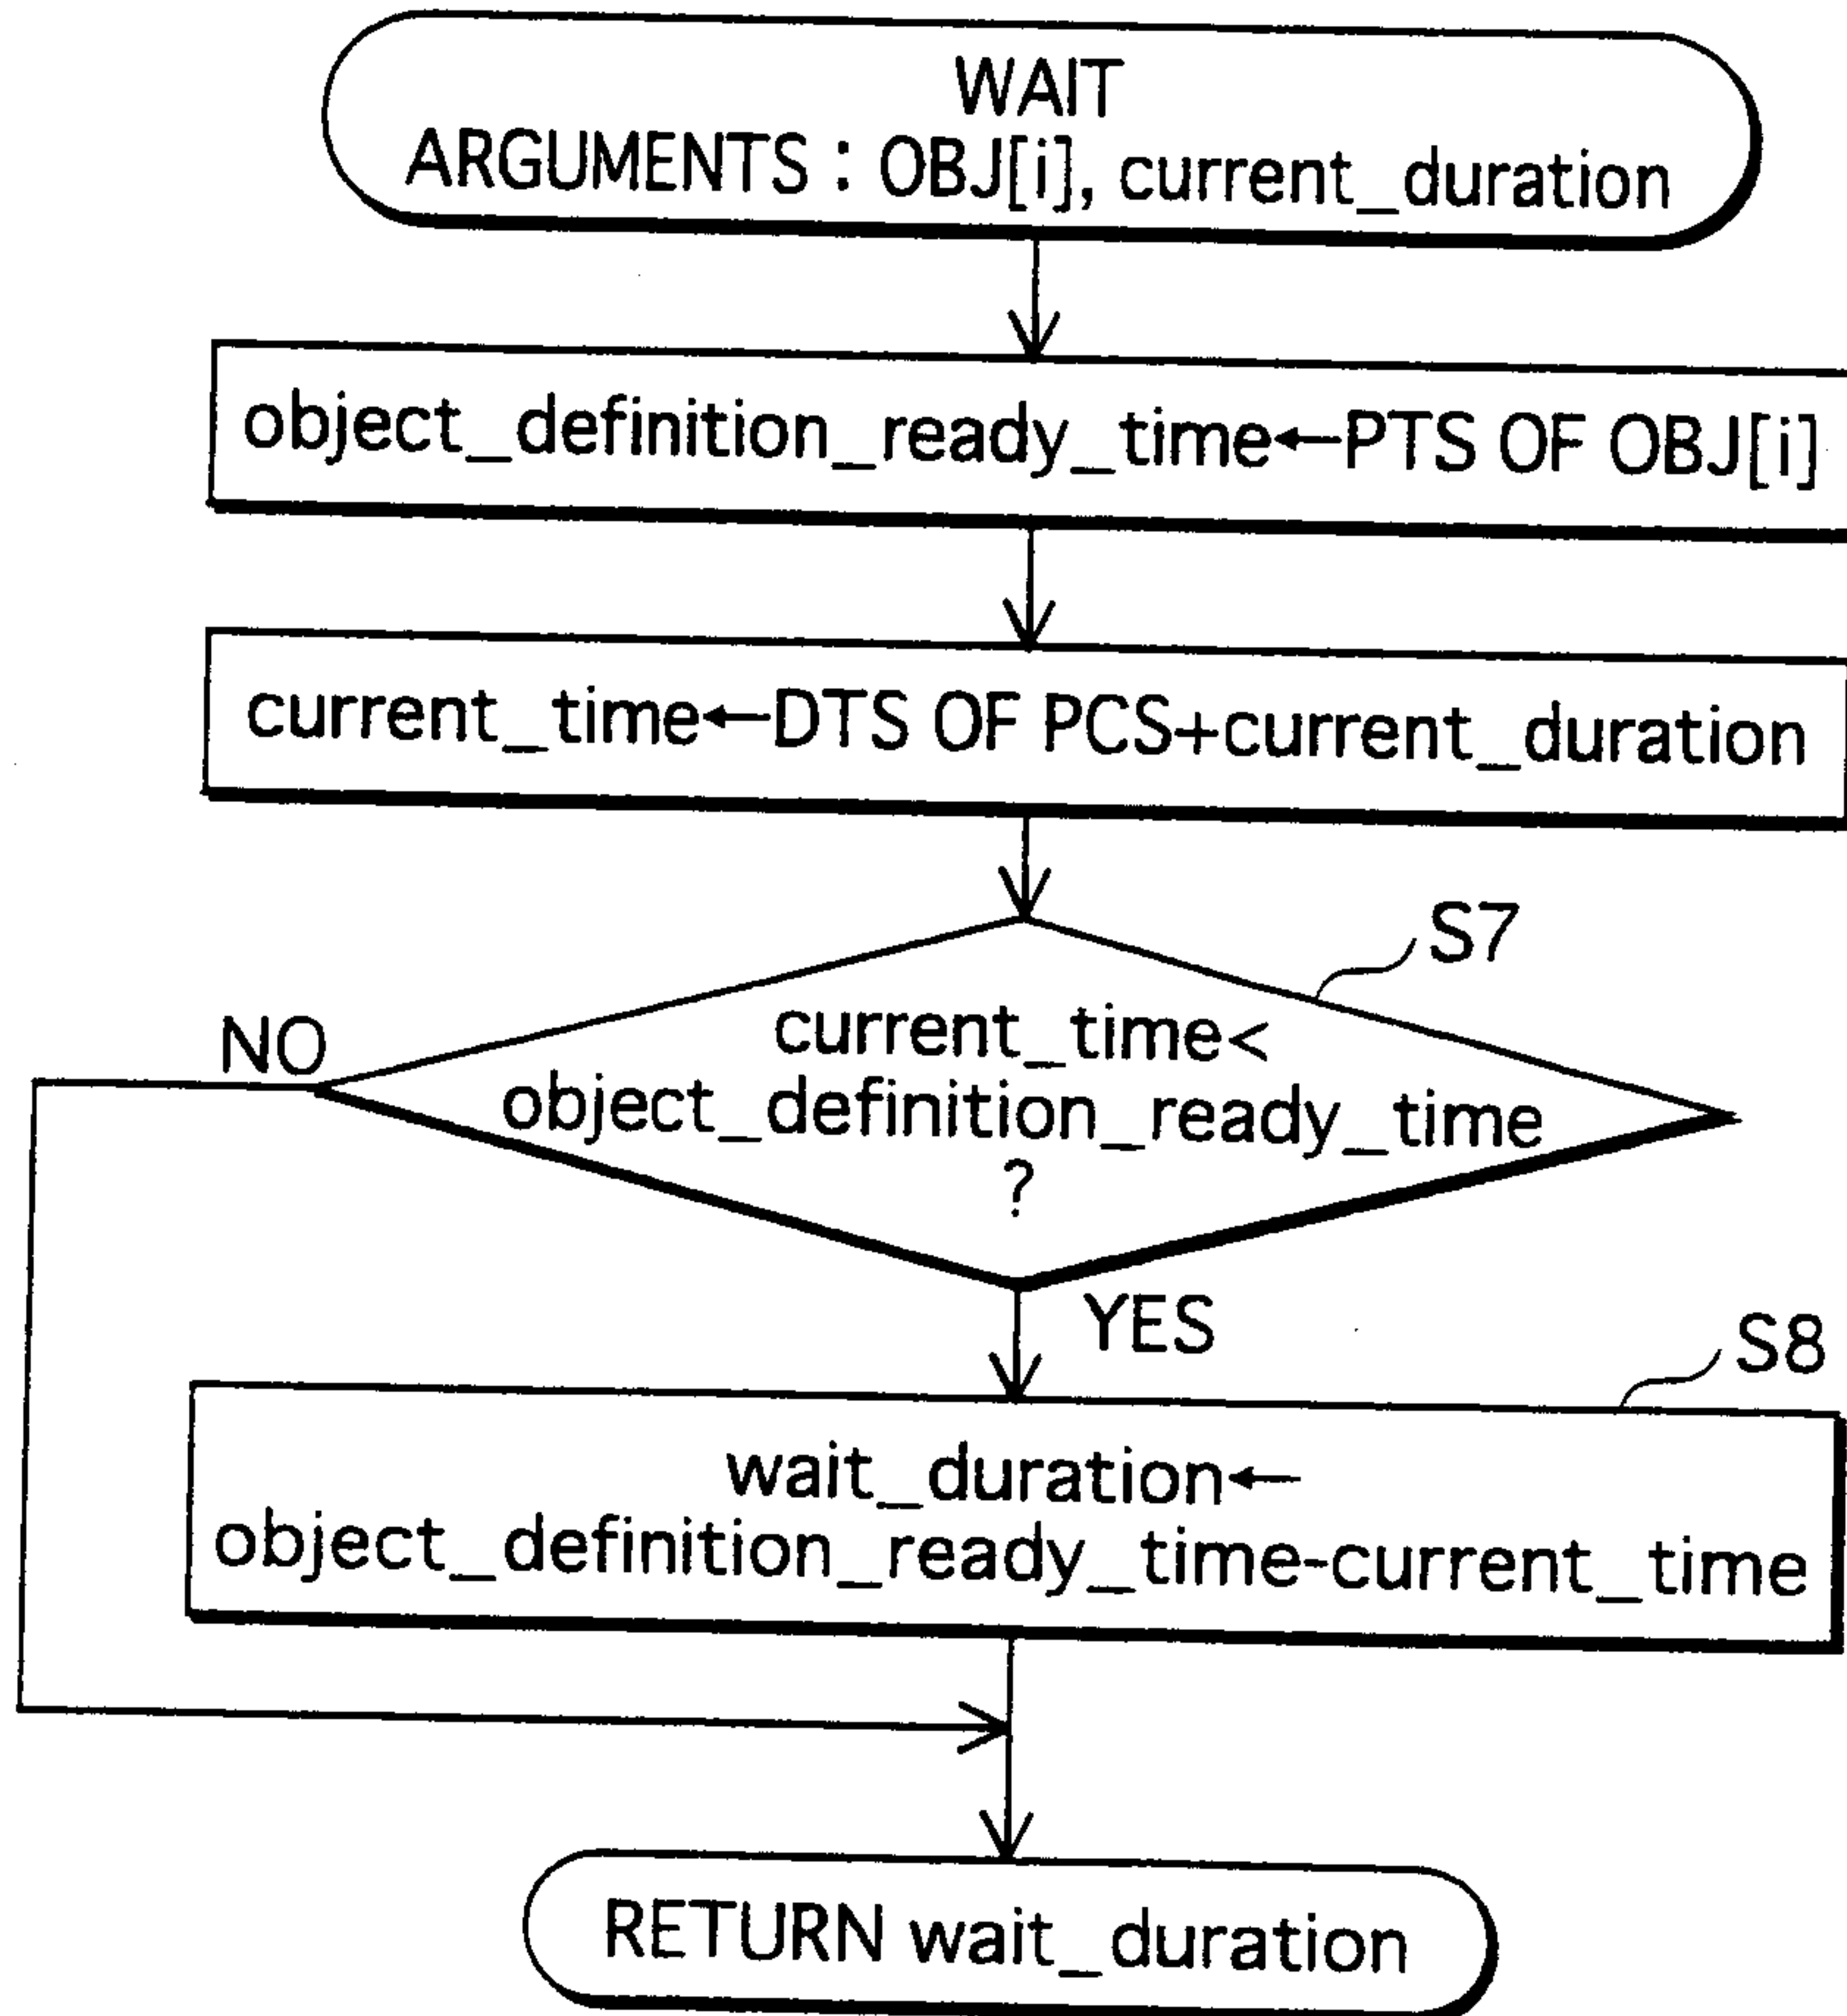 WAIT
ARGUMENTS : OBJ[i], current_duration
object_definition_ready_time←PTS OF OBJ[i]
current_time←DTS OF PCS+current_duration
S7
NO
current_time<
object_definition_ready_time
?
YES
S8
wait_duration←
object_definition_ready_time-current_time
RETURN wait_duration